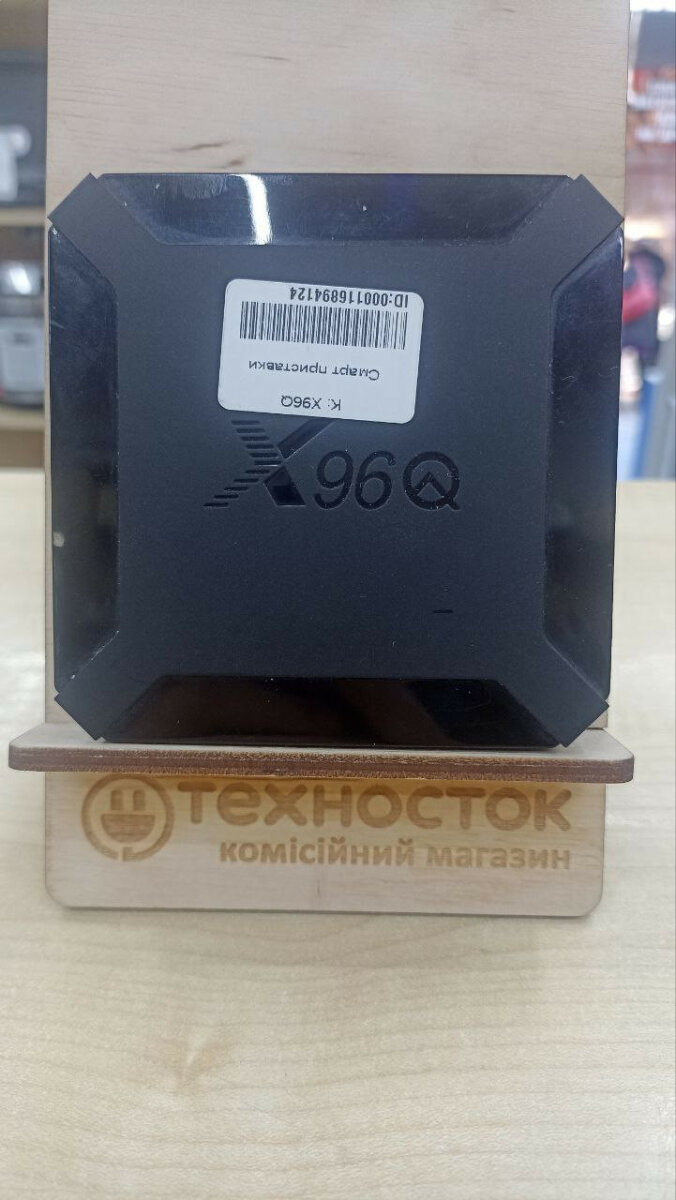 К: X96Q
Смарт приставки
ID:000116894124
X96Q
техносток
комісійний магазин